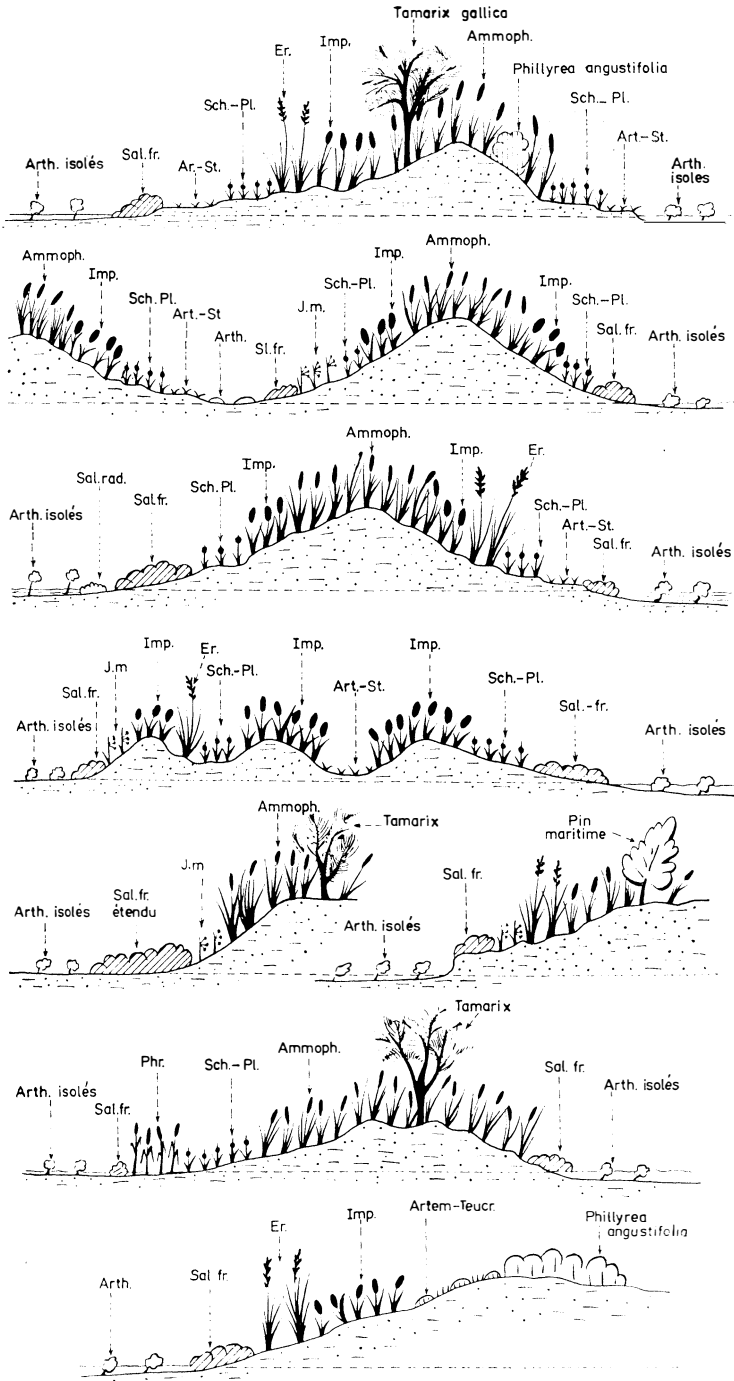 Tamarix gallica
Er.
Imp.
Ammoph.
Phillyrea angustifolia
Sch.-Pl.
Sch.-Pl.
Arth isolés
Sal.fr.
Ar.-St.
Art.-St.
Arth.
isolés
Ammoph.
Imp.
Sch.Pl.
Art.-St
Arth.
Sl.fr.
J.m.
Sch.-Pl.
Imp.
Ammoph.
Imp.
Sch.-Pl
Sal.fr.
Arth isolés
Ammoph.
Sal.rad.
Sal.fr.
Sch.Pl.
Imp.
Imp.
Er.
Arth. isolés
Sch.-Pl.
Art.-St.
Sal.fr.
Arth isolés
Imp.
Er.
Imp.
Imp.
J.m
Sal.fr.
Sch.-Pl.
Art.-St.
Sch.-Pl.
Sal.-fr.
Arth.isolés
Arth isolés
Ammoph.
Tamarix
Pin
maritime
J.m
Sal.fr.
étendu
Arth. isolés
Sal. fr.
Arth.isolés
Tamarix
Phr.
Sch.-Pl.
Ammoph.
Arth isolés
Sal.fr.
Sal. fr.
Arth.isolés
Er.
Imp.
Artem-Teucr.
Phillyrea
angustifolia
Arth.
Sal fr.